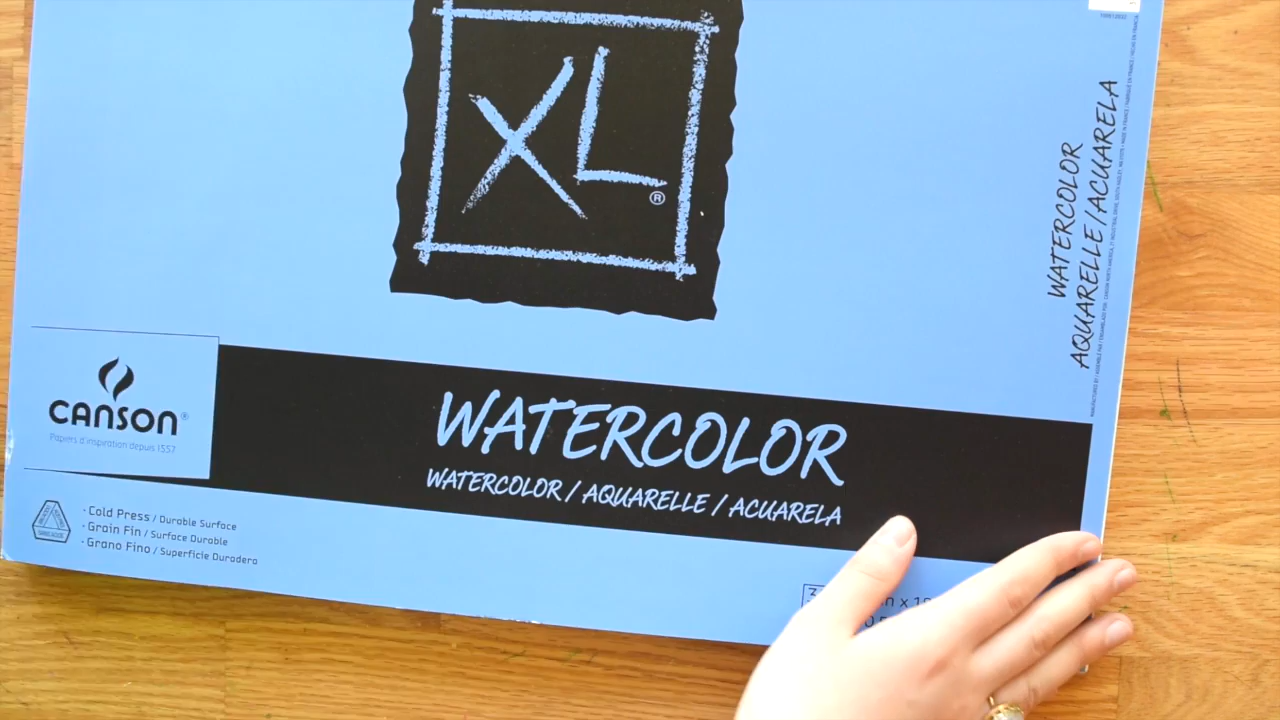 XL
®
WATERCOLOR
AQUARELLE/ACUARELA
CANSON®
Papiers d'inspiration depuis 1557
WATERCOLOR
WATERCOLOR / AQUARELLE / ACUARELA
· Cold Press / Durable Surface
· Grain Fin / Surface Durable
· Grano Fino / Superficie Duradero